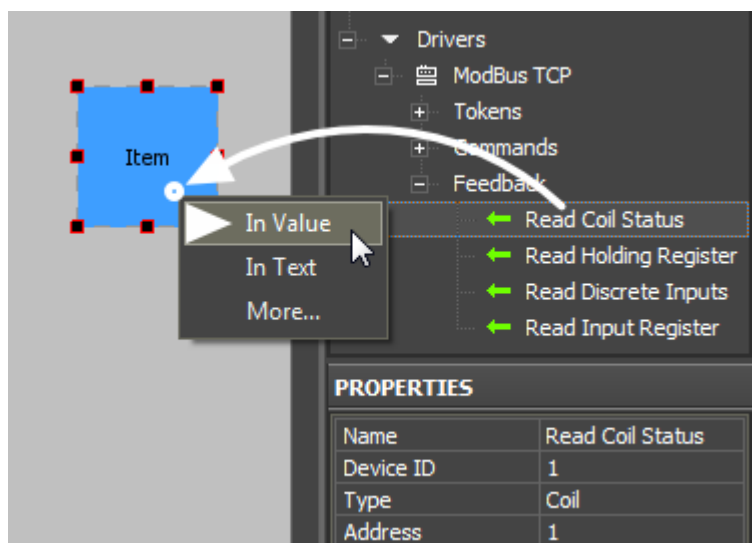 Drivers
ModBus TCP
Tokens
Commands
Feedback
Read Coil Status
Read Holding Register
Read Discrete Inputs
Read Input Register
Item
In Value
In Text
More...
PROPERTIES
Name Read Coil Status
Device ID 1
Type Coil
Address 1